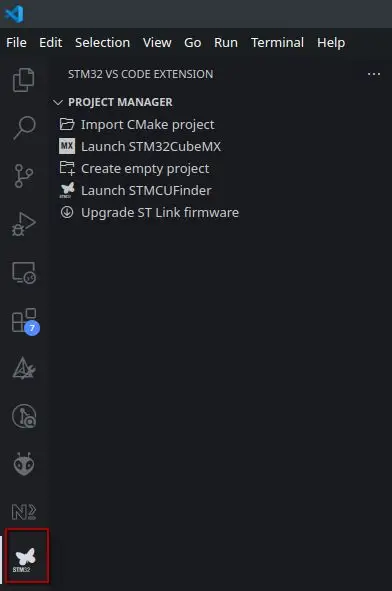 File Edit Selection View Go Run Terminal Help
STM32 VS CODE EXTENSION
PROJECT MANAGER
Import CMake project
MX Launch STM32CubeMX
Create empty project
Launch STMCUFinder
Upgrade ST Link firmware
7
N
STM32